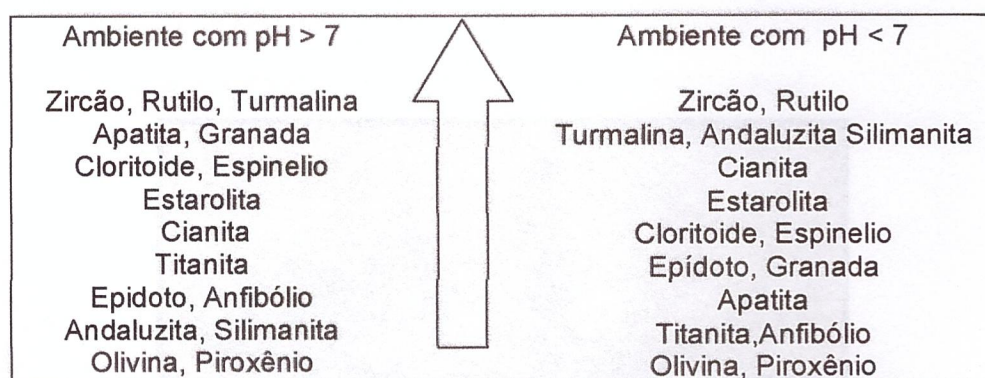 Ambiente com pH > 7
Zircão, Rutilo, Turmalina
Apatita, Granada
Cloritoide, Espinelio
Estarolita
Cianita
Titanita
Epidoto, Anfibólio
Andaluzita, Silimanita
Olivina, Piroxênio
Ambiente com pH < 7
Zircão, Rutilo
Turmalina, Andaluzita Silimanita
Cianita
Estarolita
Cloritoide, Espinelio
Epídoto, Granada
Apatita
Titanita,Anfibólio
Olivina, Piroxênio